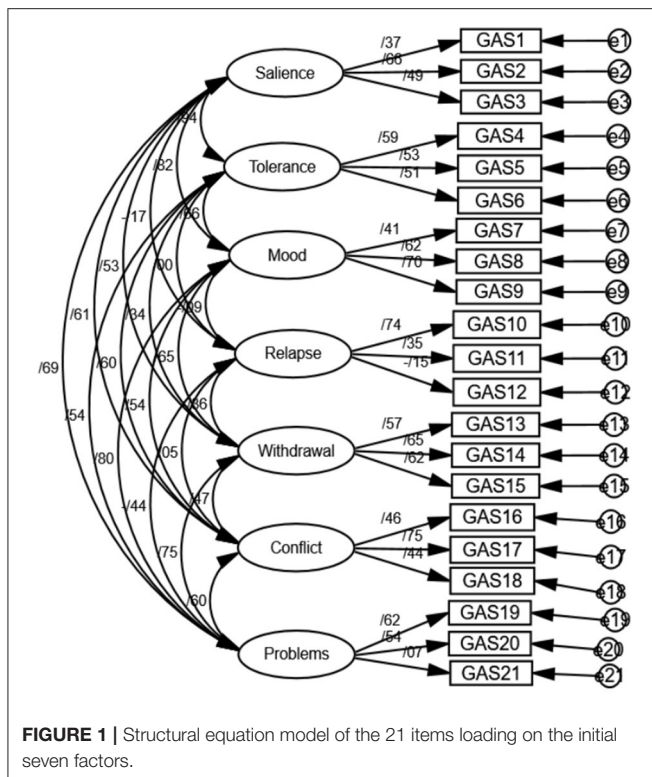 /37
GAS1
e1
/66
GAS2
e2
Salience
/49
GAS3
e3
/94
/59
GAS4
e4
/53
GAS5
e5
Tolerance
/51
GAS6
e6
/82
-/17
/66
/41
GAS7
e7
/62
GAS8
e8
Mood
/70
GAS9
e9
/53
/00
-/09
/61
/34
/74
GAS10
e10
/35
GAS11
e11
Relapse
-/15
GAS12
e12
/69
/60
/65
/54
/54
/36
/57
GAS13
e13
/65
GAS14
e14
Withdrawal
/62
GAS15
e15
/80
/05
-/44
/47
/46
GAS16
e16
/75
GAS17
e17
Conflict
/44
GAS18
e18
/75
/60
/62
GAS19
e19
/54
GAS20
e20
Problems
/07
GAS21
e21
FIGURE 1 | Structural equation model of the 21 items loading on the initial
seven factors.